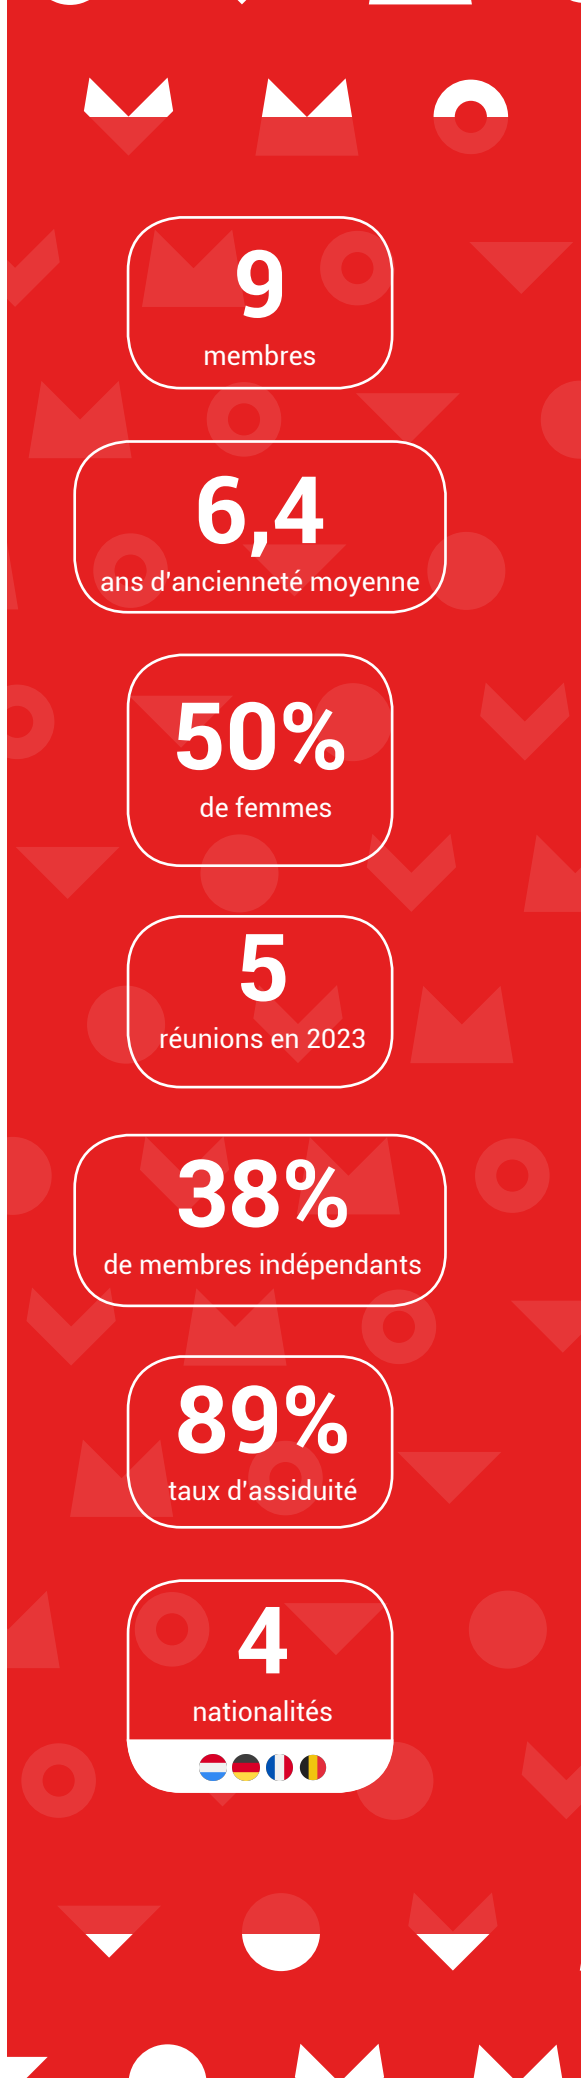 9
membres
6,4
ans d'ancienneté moyenne
50%
de femmes
5
réunions en 2023
38%
de membres indépendants
89%
taux d'assiduité
4
nationalités